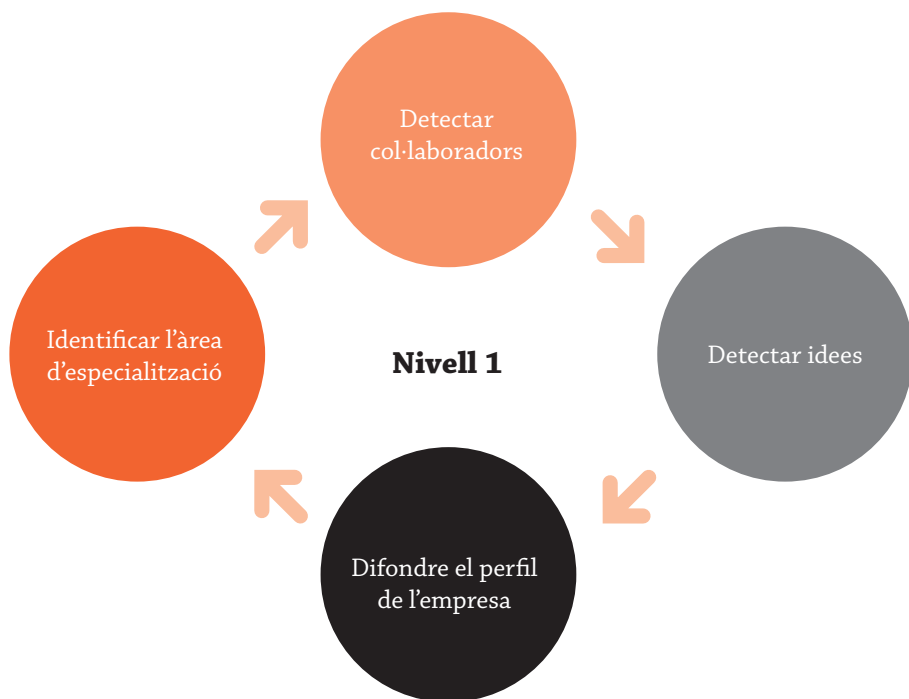 Detectar
col·laboradors
Identificar l’àrea
d’especialització
Nivell 1
Detectar idees
Difondre el perfil
de l’empresa